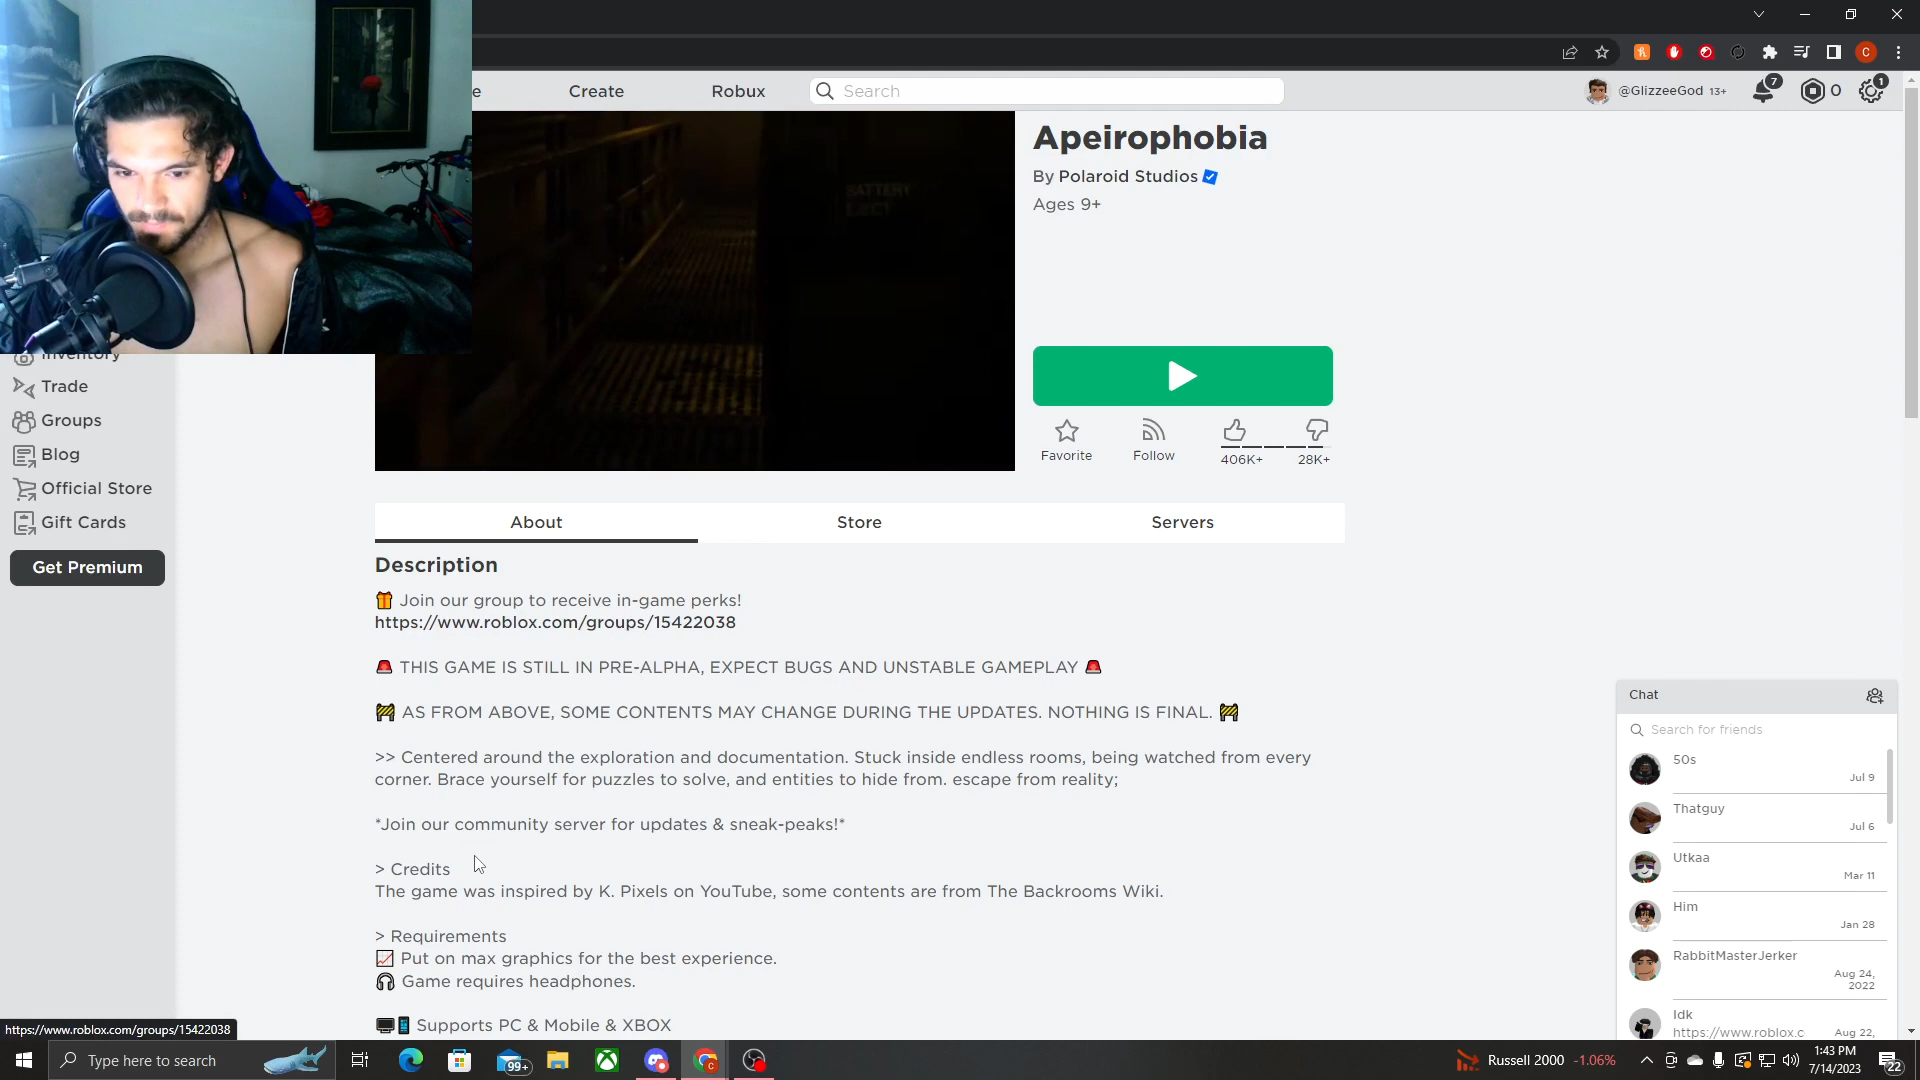 Create
Robux
Search
@GlizzeeGod 13+
7
0
1
C
BATTERY
EJECT
Apeirophobia
By Polaroid Studios
Ages 9+
Favorite
Follow
406K+
28K+
Inventory
Trade
Groups
Blog
Official Store
Gift Cards
Get Premium
About
Store
Servers
Description
🎁 Join our group to receive in-game perks!
https://www.roblox.com/groups/15422038
🚨 THIS GAME IS STILL IN PRE-ALPHA, EXPECT BUGS AND UNSTABLE GAMEPLAY 🚨
🚧 AS FROM ABOVE, SOME CONTENTS MAY CHANGE DURING THE UPDATES. NOTHING IS FINAL. 🚧
>> Centered around the exploration and documentation. Stuck inside endless rooms, being watched from every
corner. Brace yourself for puzzles to solve, and entities to hide from. escape from reality;
*Join our community server for updates & sneak-peaks!*
> Credits
The game was inspired by K. Pixels on YouTube, some contents are from The Backrooms Wiki.
> Requirements
📈 Put on max graphics for the best experience.
🎧 Game requires headphones.
🖥️📱 Supports PC & Mobile & XBOX
Chat
Search for friends
50s
Jul 9
Thatguy
Jul 6
Utkaa
Mar 11
Him
Jan 28
RabbitMasterJerker
Aug 24,
2022
Idk
https://www.roblox.c
Aug 22,
https://www.roblox.com/groups/15422038
Type here to search
99+
C
Russell 2000 -1.06%
1:43 PM
7/14/2023
22